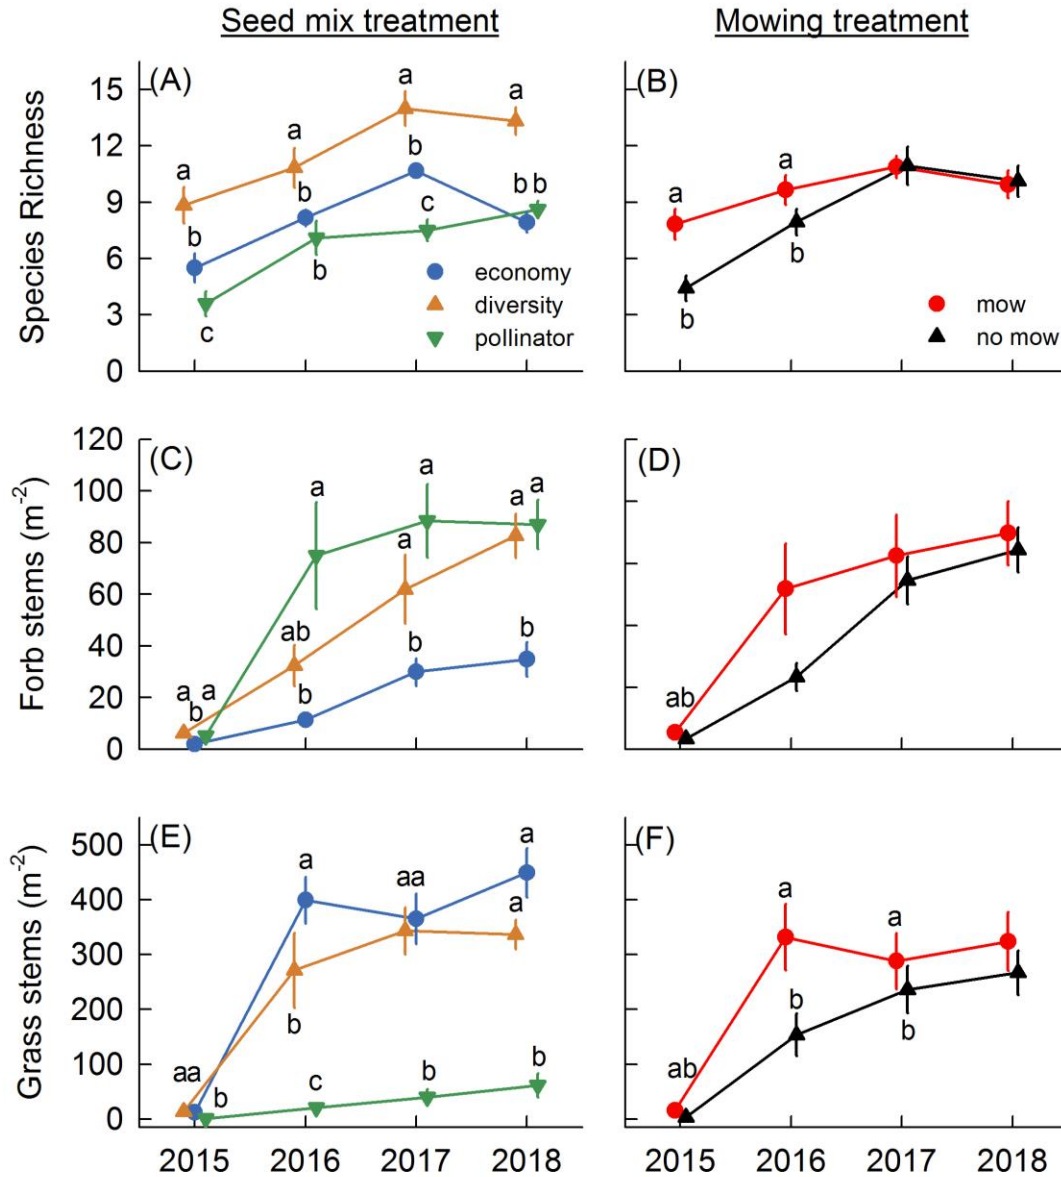 Seed mix treatment
Mowing treatment
Species Richness
15
12
9
6
3
0
(A)
a
a
a
a
b
b
b
b b
c
b
c
economy
diversity
pollinator
(B)
a
a
b
b
mow
no mow
Forb stems (m⁻²)
120
100
80
60
40
20
0
(C)
a
a
a a
a
ab
a a
b
b
b
b
(D)
ab
Grass stems (m⁻²)
500
400
300
200
100
0
(E)
a
aa
a
a
b
aa
b
c
b
b
(F)
a
a
b
b
ab
2015 2016 2017 2018
2015 2016 2017 2018